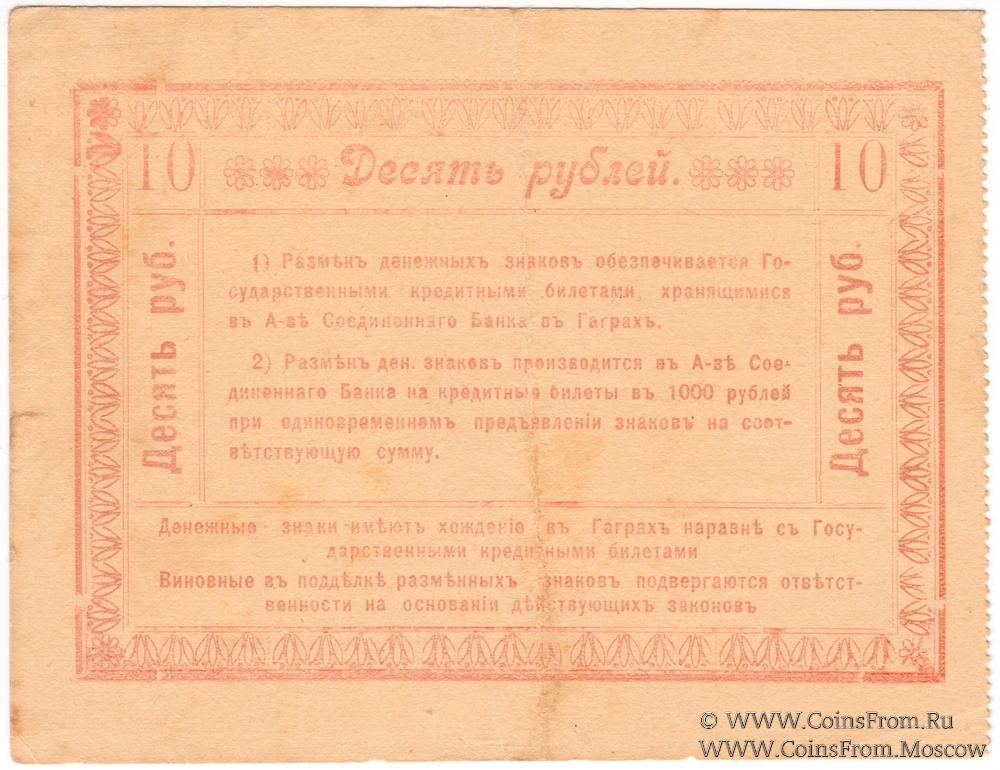 10 Десять рублей. 10
Десять руб.
Десять руб.
1) Размѣнъ денежныхъ знаковъ обезпечивается Го-
сударственными кредитными билетами, хранящимися
въ А-вѣ Соединеннаго Банка въ Гаграхъ.
2) Размѣн ден. знаковъ производится въ А-вѣ Сое-
диненнаго Банка на кредитные билеты въ 1000 рублей
при единовременномъ предъявленіи знаковъ на соот-
вѣтствующую сумму.
Денежные знаки имѣютъ хожденіе въ Гаграхъ наравнѣ съ Госу-
дарственными кредитными билетами
Виновные въ поддѣлкѣ размѣнныхъ знаковъ подвергаются отвѣтст-
венности на основаніи дѣйствующихъ законовъ
© WWW.CoinsFrom.Ru
WWW.CoinsFrom.Moscow